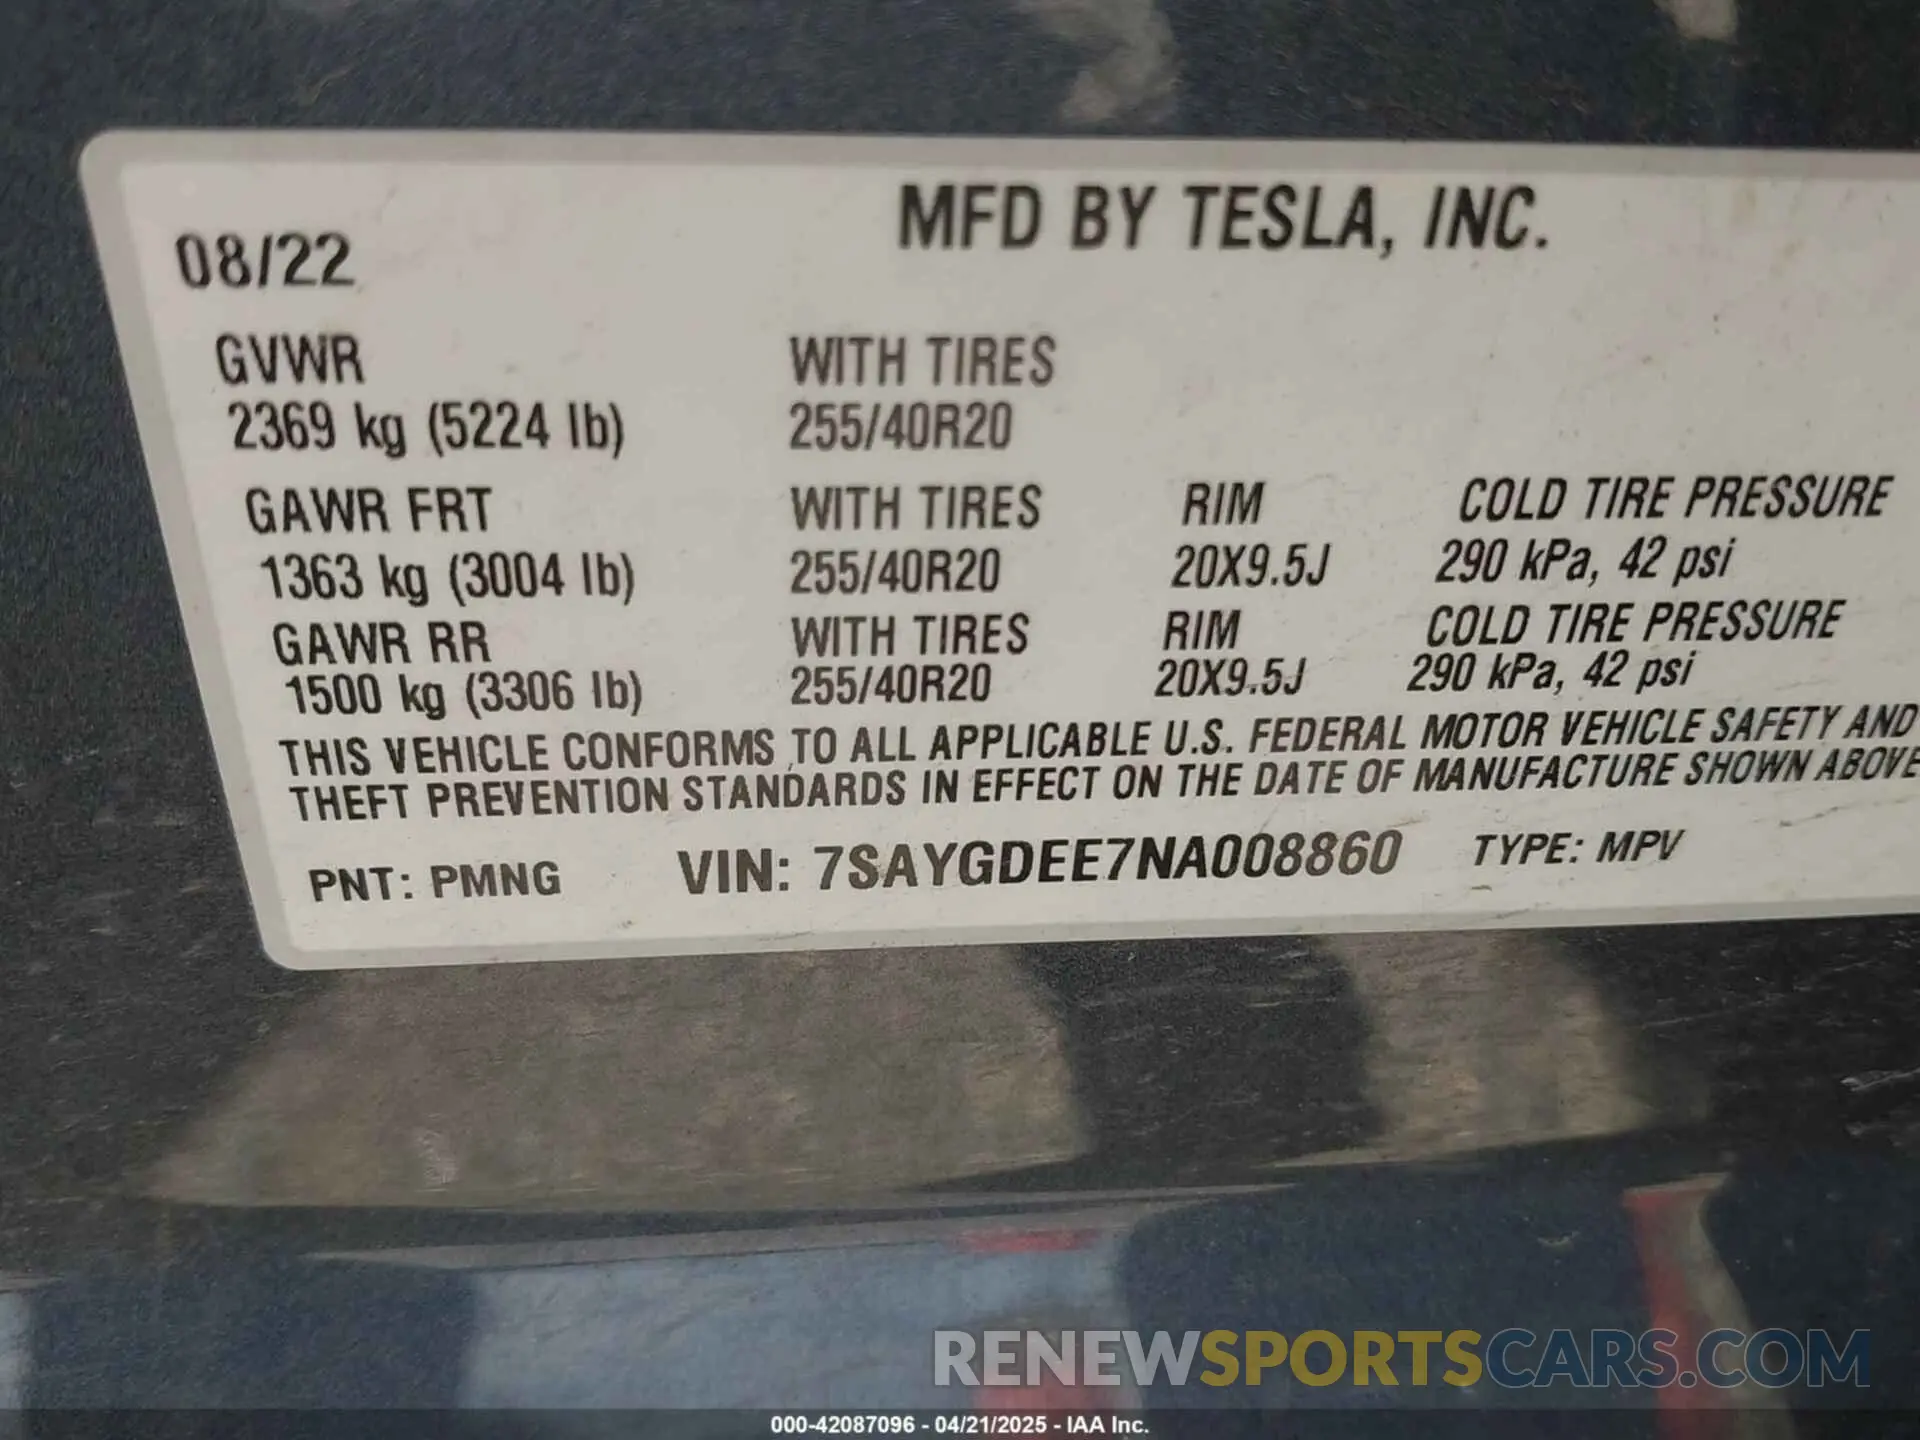 MFD BY TESLA, INC.
08/22
GVWR WITH TIRES
2369 kg (5224 lb) 255/40R20
GAWR FRT WITH TIRES RIM COLD TIRE PRESSURE
1363 kg (3004 lb) 255/40R20 20X9.5J 290 kPa, 42 psi
GAWR RR WITH TIRES RIM COLD TIRE PRESSURE
1500 kg (3306 lb) 255/40R20 20X9.5J 290 kPa, 42 psi
THIS VEHICLE CONFORMS TO ALL APPLICABLE U.S. FEDERAL MOTOR VEHICLE SAFETY AND
THEFT PREVENTION STANDARDS IN EFFECT ON THE DATE OF MANUFACTURE SHOWN ABOVE
PNT: PMNG VIN: 7SAYGDEE7NA008860 TYPE: MPV
RENEWSPORTSCARS.COM
000-42087096 - 04/21/2025 - IAA Inc.